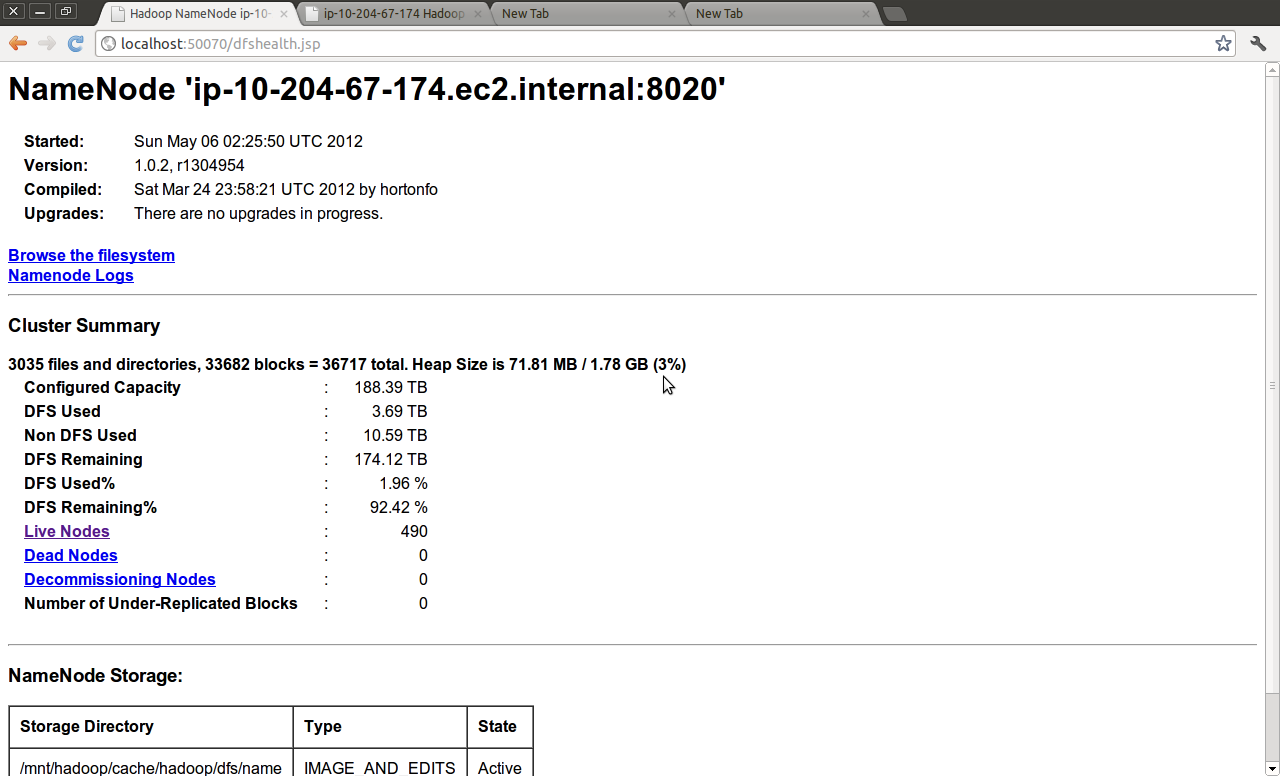 Hadoop NameNode ip-10-
ip-10-204-67-174 Hadoop
New Tab
New Tab
localhost:50070/dfshealth.jsp
NameNode 'ip-10-204-67-174.ec2.internal:8020'
Started: Sun May 06 02:25:50 UTC 2012
Version: 1.0.2, r1304954
Compiled: Sat Mar 24 23:58:21 UTC 2012 by hortonfo
Upgrades: There are no upgrades in progress.
Browse the filesystem
Namenode Logs
Cluster Summary
3035 files and directories, 33682 blocks = 36717 total. Heap Size is 71.81 MB / 1.78 GB (3%)
Configured Capacity : 188.39 TB
DFS Used : 3.69 TB
Non DFS Used : 10.59 TB
DFS Remaining : 174.12 TB
DFS Used% : 1.96 %
DFS Remaining% : 92.42 %
Live Nodes : 490
Dead Nodes : 0
Decommissioning Nodes : 0
Number of Under-Replicated Blocks : 0
NameNode Storage:
Storage Directory Type State
/mnt/hadoop/cache/hadoop/dfs/name IMAGE_AND_EDITS Active